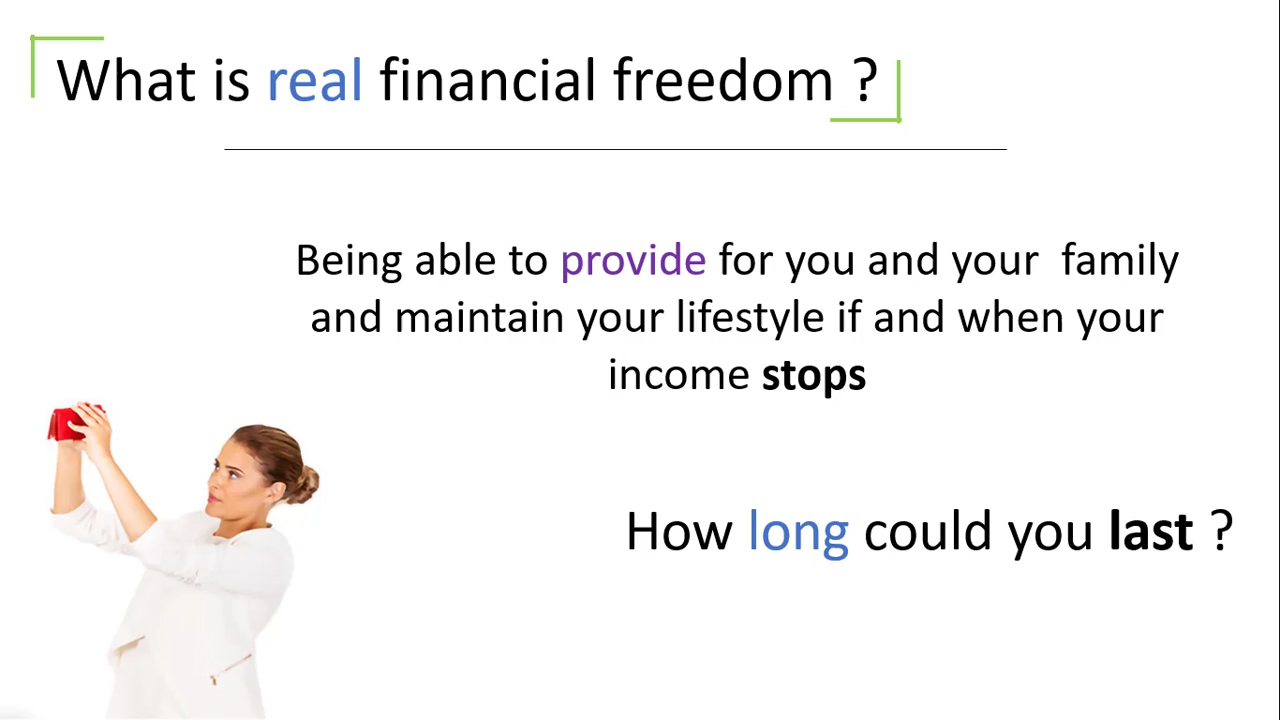 What is real financial freedom ?
Being able to provide for you and your  family
and maintain your lifestyle if and when your
income stops
How long could you last ?